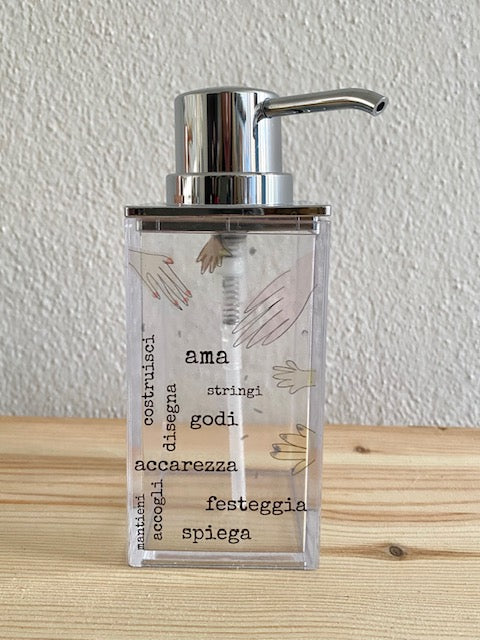 ama
stringi
godi
costruisci
disegna
accarezza
mantieni
accogli
festeggia
spiega